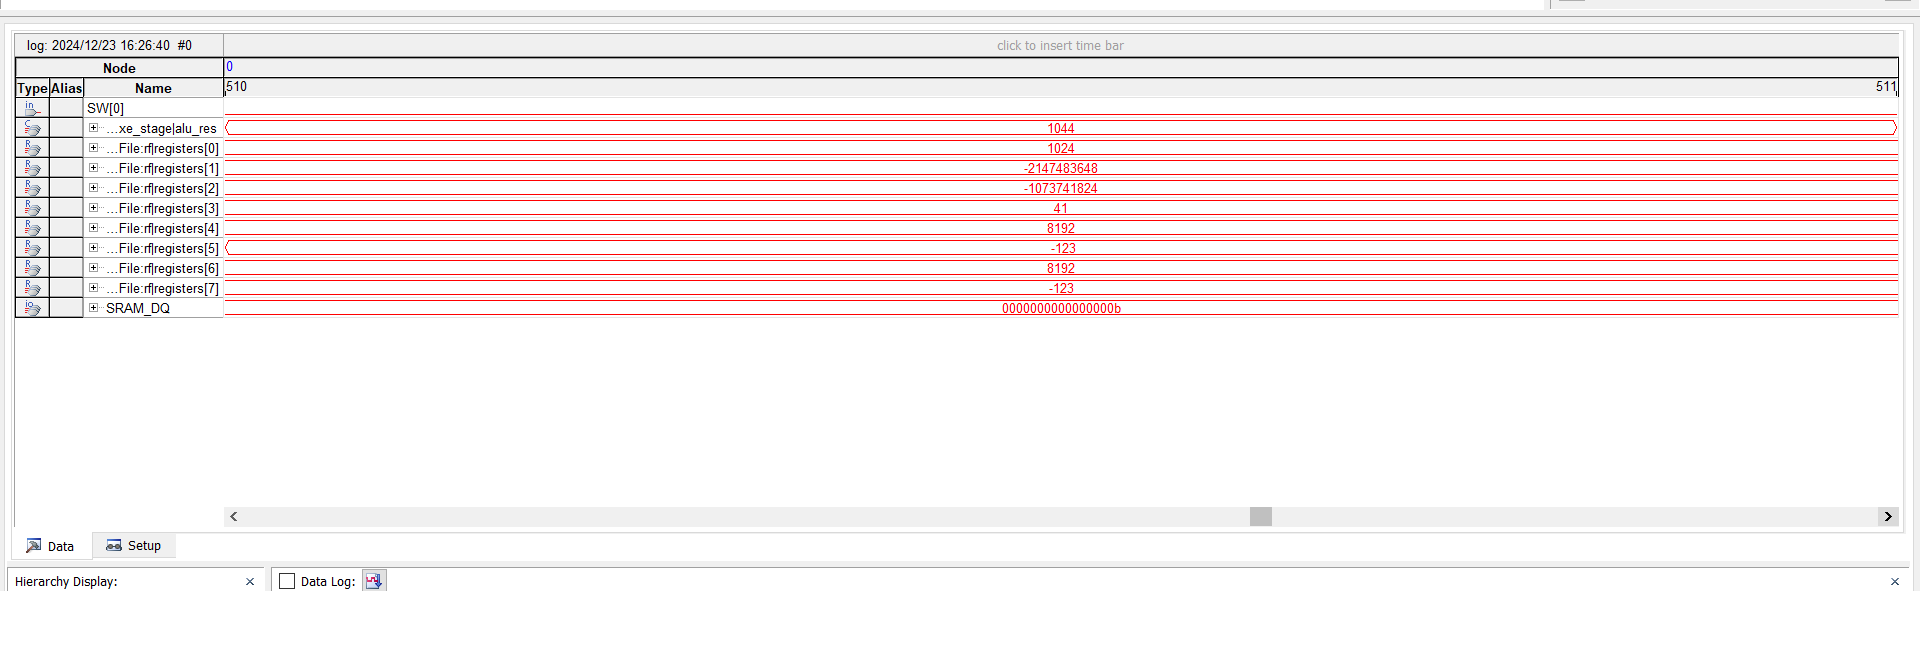 log: 2024/12/23 16:26:40 #0 click to insert time bar
Node 0
Type Alias Name 510 511
in SW[0]
C ...xe_stage|alu_res 1044
R ...File:rf|registers[0] 1024
R ...File:rf|registers[1] -2147483648
R ...File:rf|registers[2] -1073741824
R ...File:rf|registers[3] 41
R ...File:rf|registers[4] 8192
R ...File:rf|registers[5] -123
R ...File:rf|registers[6] 8192
R ...File:rf|registers[7] -123
io SRAM_DQ 0000000000000000b
Data Setup
Hierarchy Display: × Data Log: ×